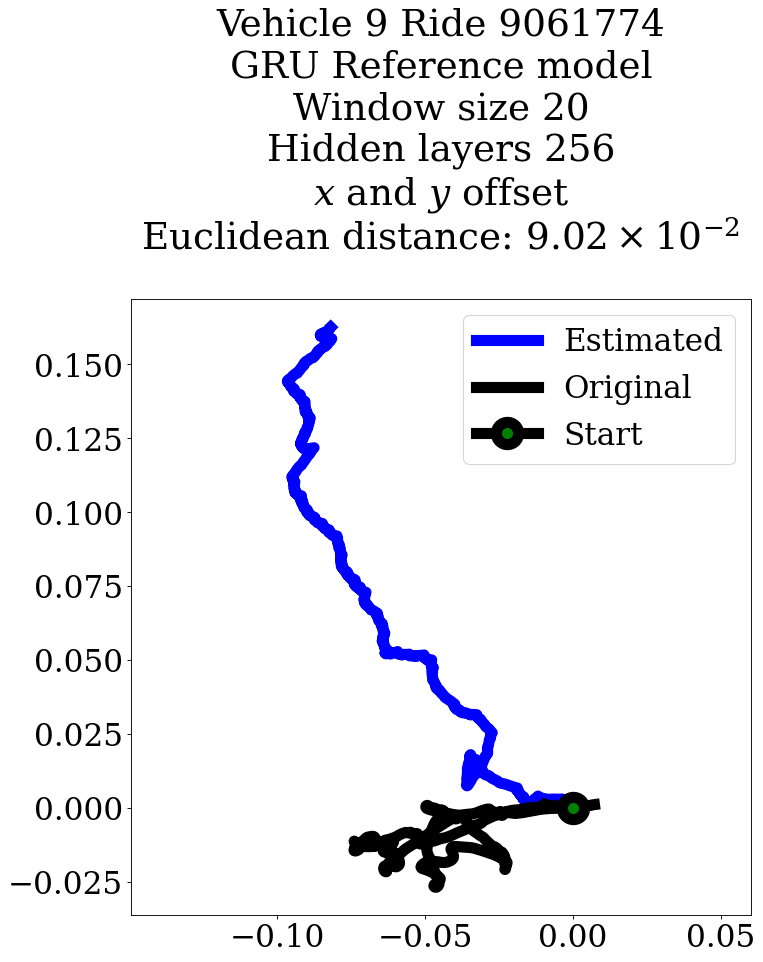 Vehicle 9 Ride 9061774
GRU Reference model
Window size 20
Hidden layers 256
x and y offset
Euclidean distance: 9.02 × 10⁻²
Estimated
Original
Start
0.150
0.125
0.100
0.075
0.050
0.025
0.000
−0.025
−0.10 −0.05 0.00 0.05